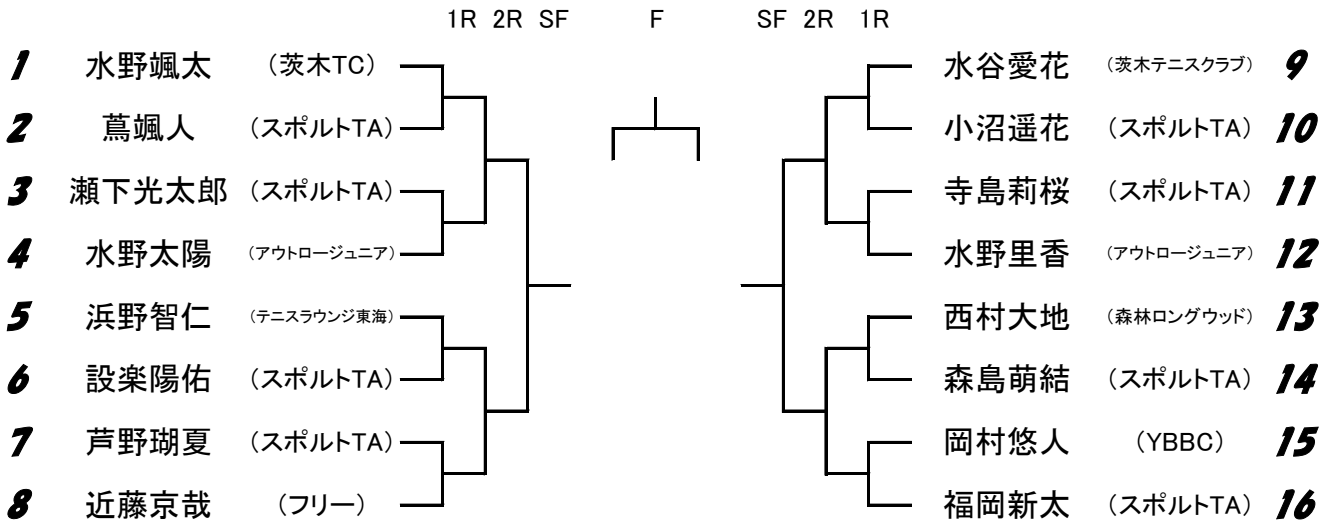 1R 2R SF F SF 2R 1R
1 水野颯太 (茨木TC) 水谷愛花 (茨木テニスクラブ) 9
2 蔦颯人 (スポルトTA) 小沼遥花 (スポルトTA) 10
3 瀬下光太郎 (スポルトTA) 寺島莉桜 (スポルトTA) 11
4 水野太陽 (アウトロージュニア) 水野里香 (アウトロージュニア) 12
5 浜野智仁 (テニスラウンジ東海) 西村大地 (森林ロングウッド) 13
6 設楽陽佑 (スポルトTA) 森島萌結 (スポルトTA) 14
7 芦野瑚夏 (スポルトTA) 岡村悠人 (YBBC) 15
8 近藤京哉 (フリー) 福岡新太 (スポルトTA) 16